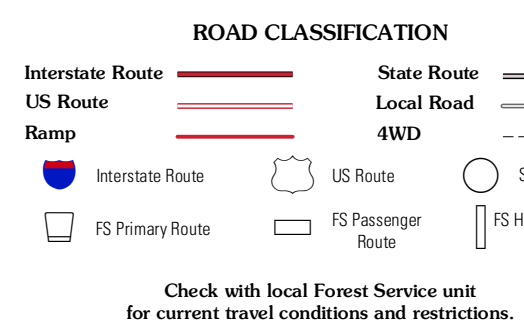 ROAD CLASSIFICATION
Interstate Route State Route
US Route Local Road
Ramp 4WD
Interstate Route US Route S
FS Primary Route FS Passenger Route FS H
Check with local Forest Service unit
for current travel conditions and restrictions.